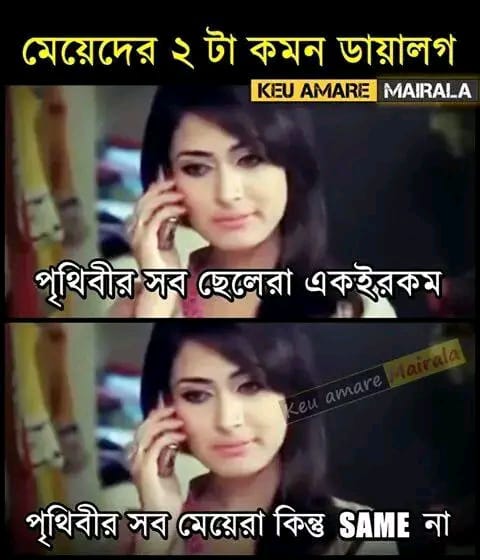 মেয়েদের ২ টা কমন ডায়ালগ
KEU AMARE MAIRALA
পৃথিবীর সব ছেলেরা একইরকম
Keu amare Mairala
পৃথিবীর সব মেয়েরা কিন্তু SAME না